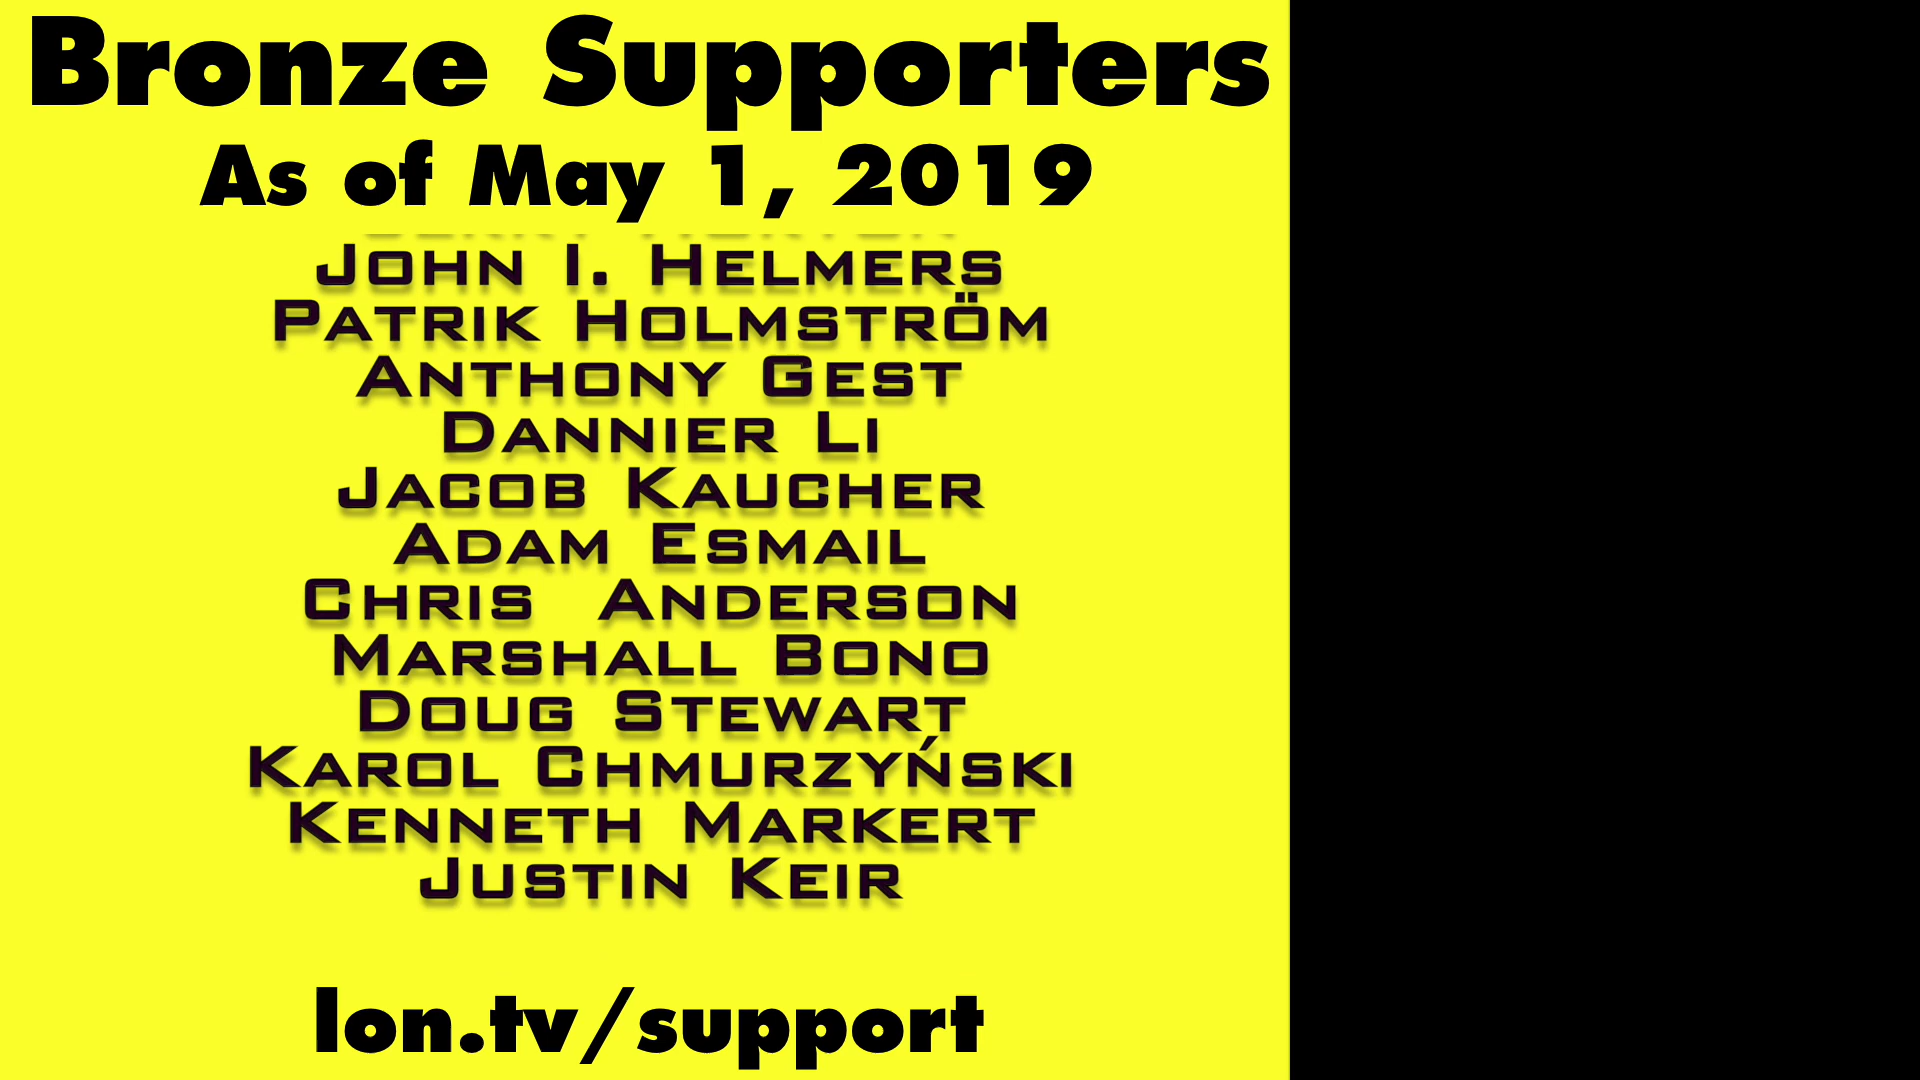 Bronze Supporters
As of May 1, 2019
John I. Helmers
Patrik Holmström
Anthony Gest
Dannier Li
Jacob Kaucher
Adam Esmail
Chris Anderson
Marshall Bono
Doug Stewart
Karol Chmurzyński
Kenneth Markert
Justin Keir
lon.tv/support